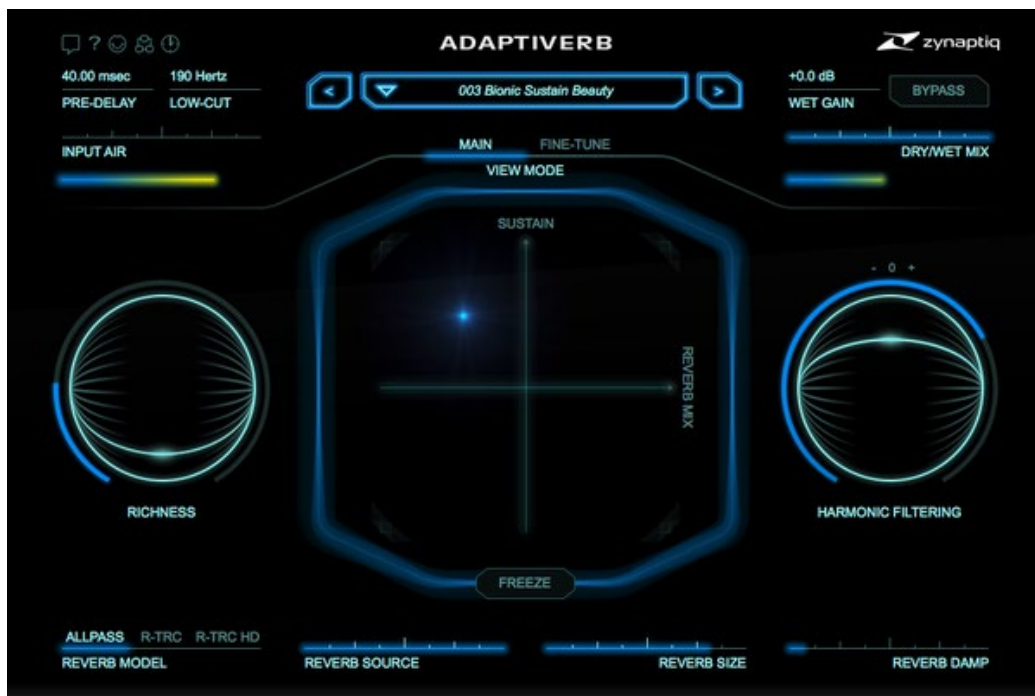 ?
ADAPTIVERB
zynaptiq
40.00 msec
190 Hertz
PRE-DELAY
LOW-CUT
<
003 Bionic Sustain Beauty
>
+0.0 dB
WET GAIN
BYPASS
INPUT AIR
MAIN
FINE-TUNE
VIEW MODE
DRY/WET MIX
SUSTAIN
REVERB MIX
- 0 +
RICHNESS
HARMONIC FILTERING
FREEZE
ALLPASS
R-TRC
R-TRC HD
REVERB MODEL
REVERB SOURCE
REVERB SIZE
REVERB DAMP